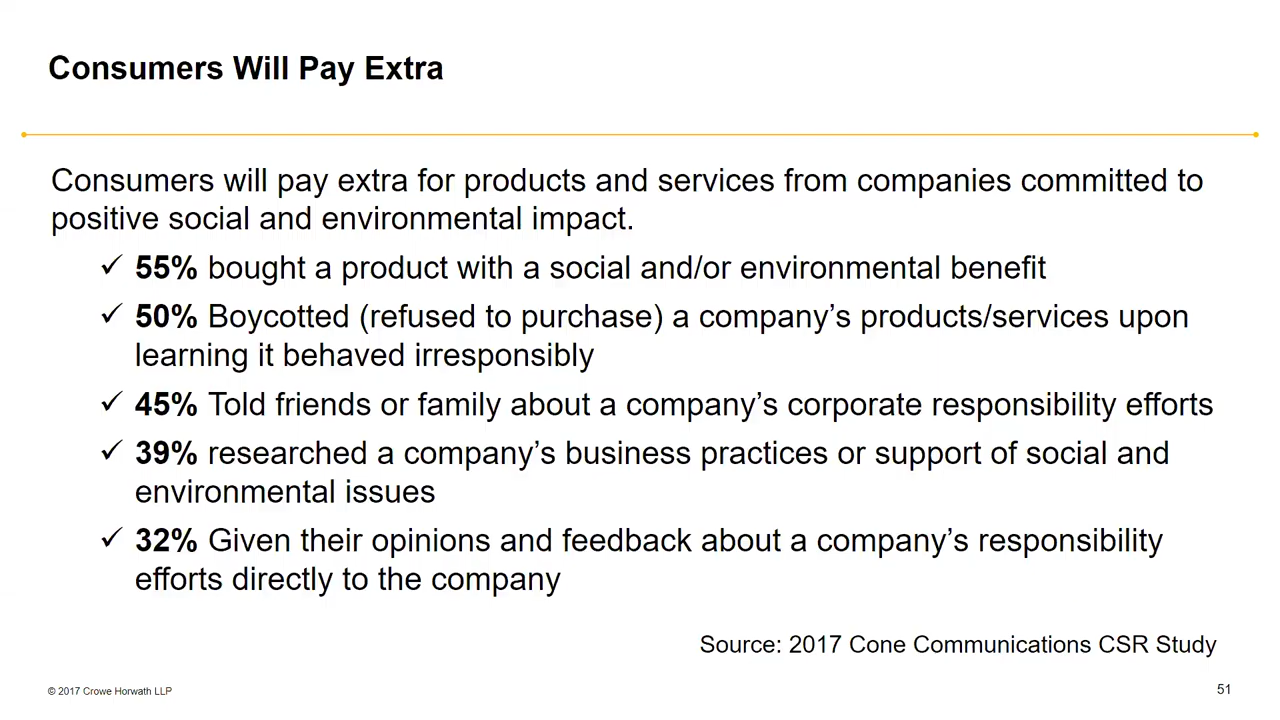 Consumers Will Pay Extra
Consumers will pay extra for products and services from companies committed to
positive social and environmental impact.
✓ 55% bought a product with a social and/or environmental benefit
✓ 50% Boycotted (refused to purchase) a company’s products/services upon
learning it behaved irresponsibly
✓ 45% Told friends or family about a company’s corporate responsibility efforts
✓ 39% researched a company’s business practices or support of social and
environmental issues
✓ 32% Given their opinions and feedback about a company’s responsibility
efforts directly to the company
Source: 2017 Cone Communications CSR Study
© 2017 Crowe Horwath LLP
51